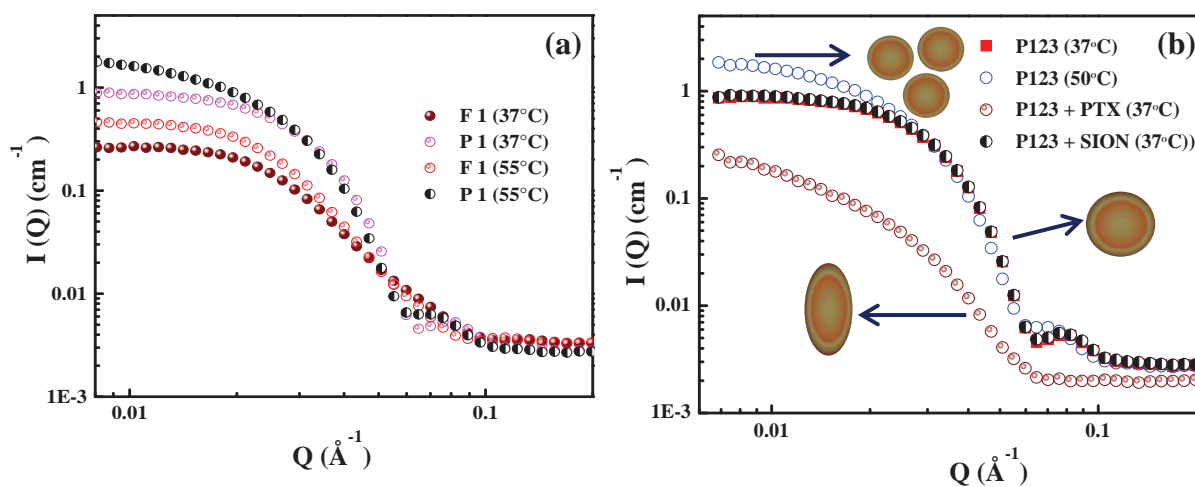 (a)
I (Q) (cm⁻¹)
1
0.1
0.01
1E-3
F 1 (37°C)
P 1 (37°C)
F 1 (55°C)
P 1 (55°C)
0.01 0.1
Q (Å⁻¹)
(b)
I (Q) (cm⁻¹)
1
0.1
0.01
1E-3
P123 (37°C)
P123 (50°C)
P123 + PTX (37°C)
P123 + SION (37°C))
0.01 0.1
Q (Å⁻¹)